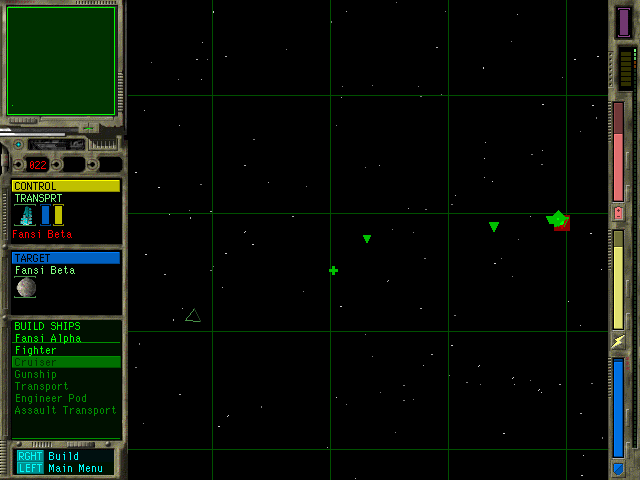 022
CONTROL
TRANSPRT
Fansi Beta
TARGET
Fansi Beta
BUILD SHIPS
Fansi Alpha
Fighter
Cruiser
Gunship
Transport
Engineer Pod
Assault Transport
RGHT Build
LEFT Main Menu